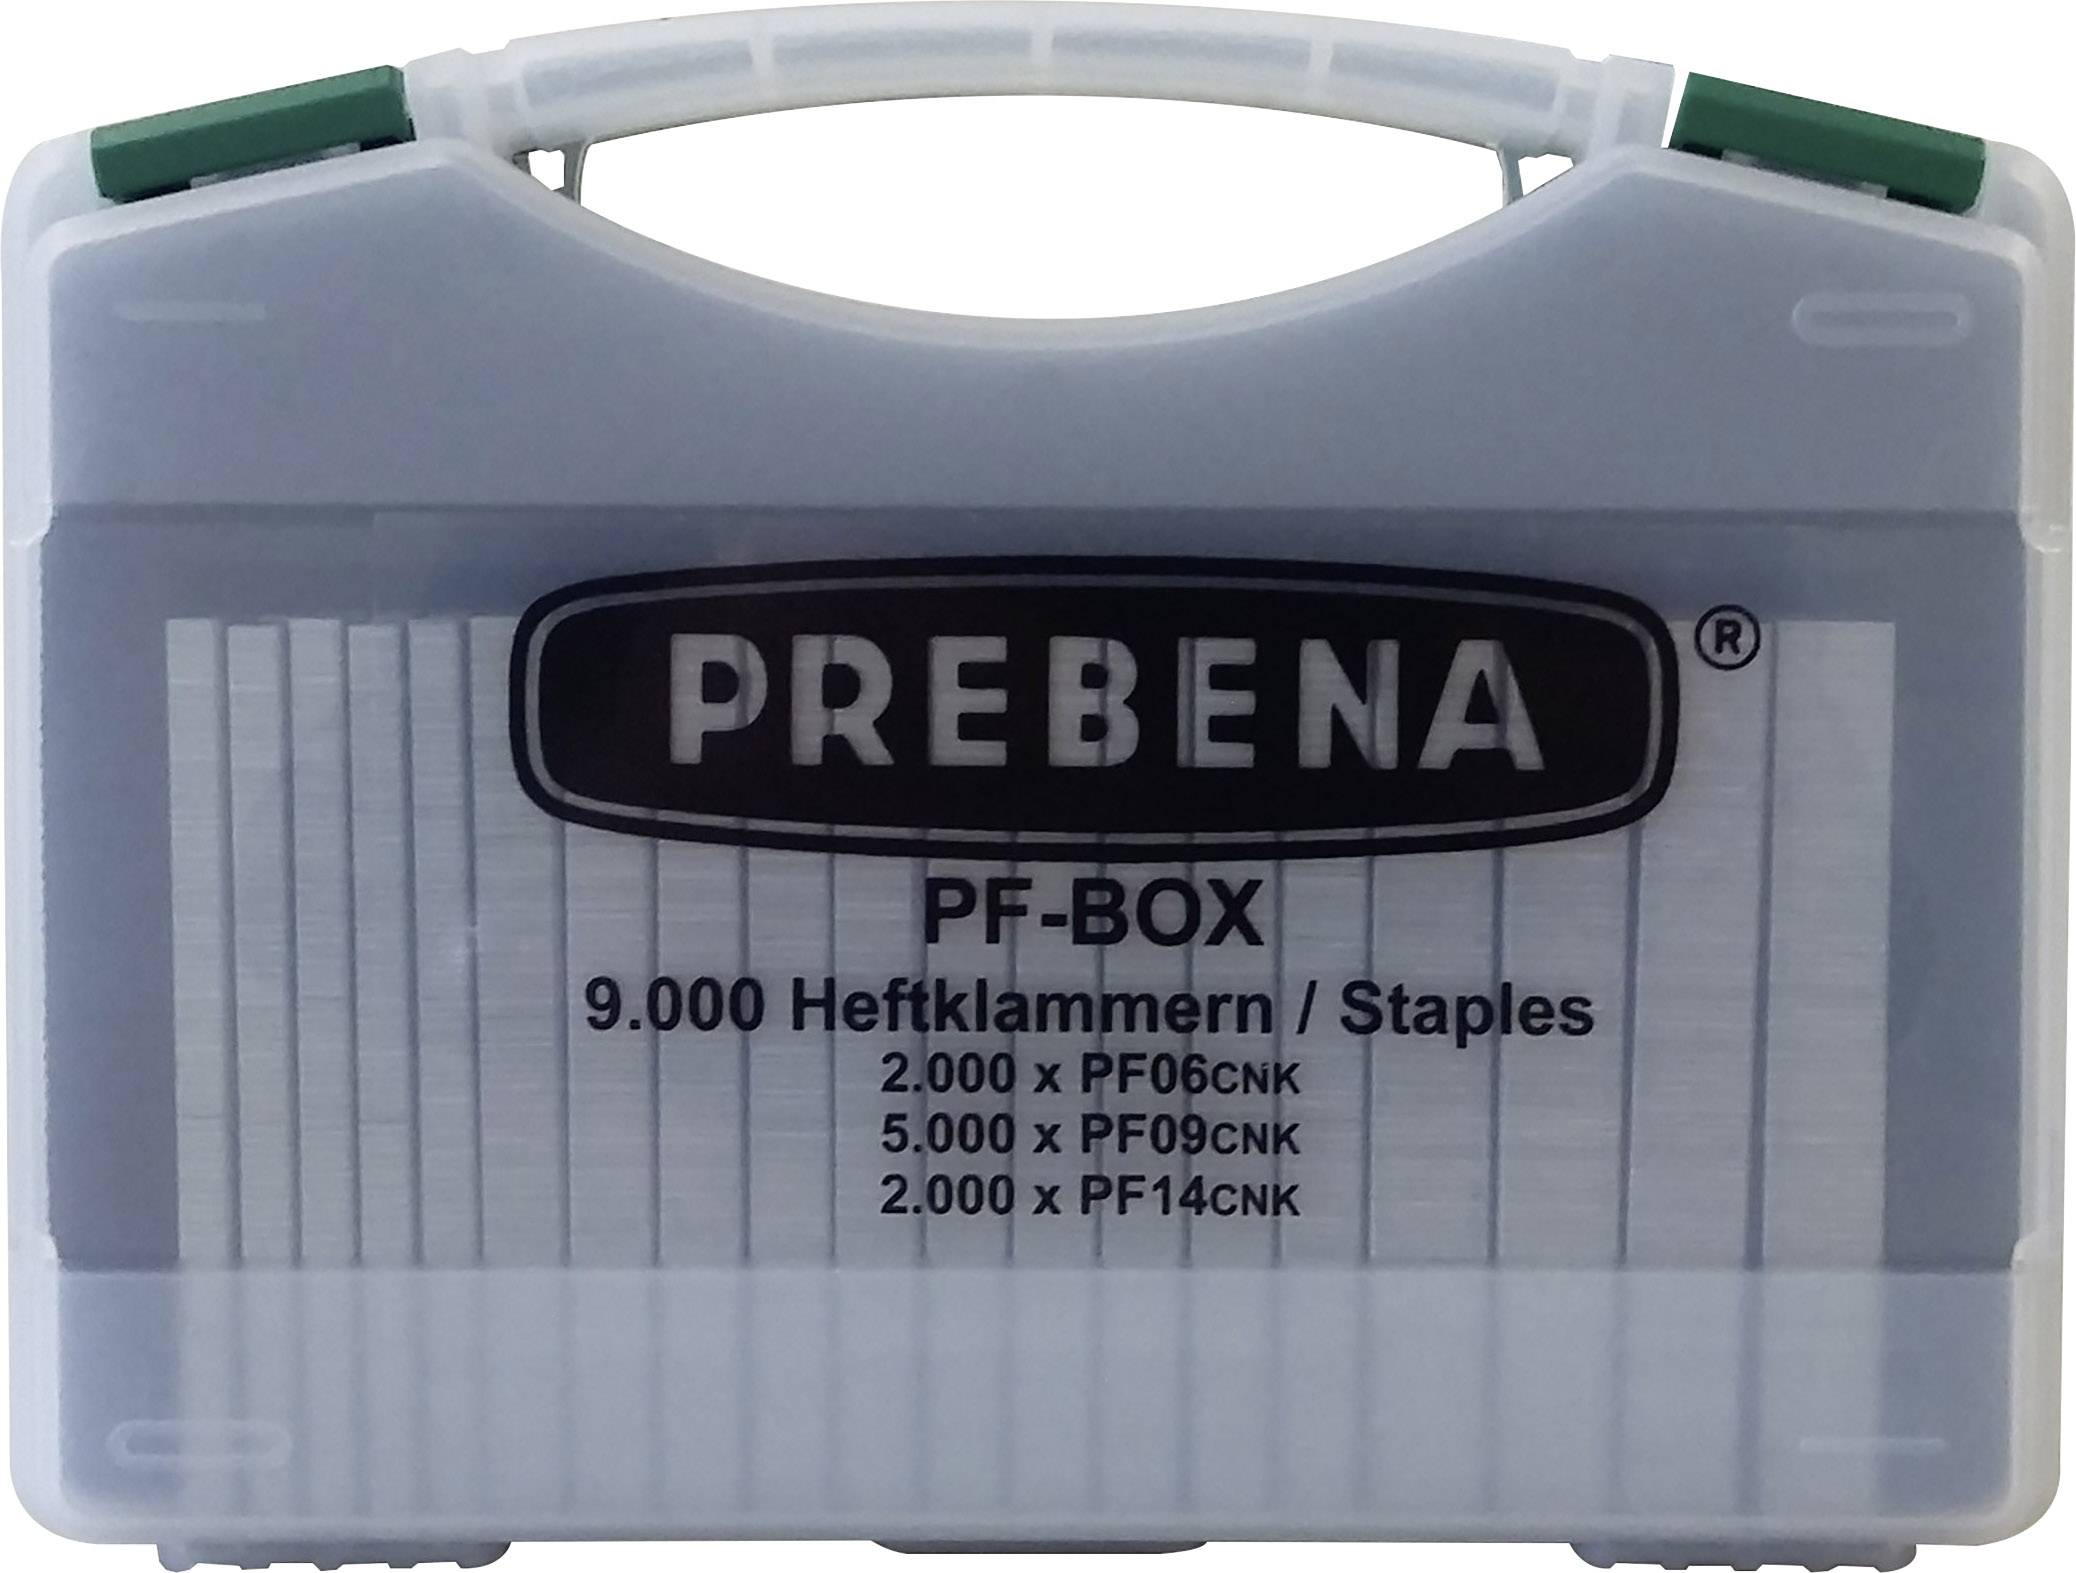 PREBENA ®
PF-BOX
9.000 Heftklammern / Staples
2.000 x PF06CNK
5.000 x PF09CNK
2.000 x PF14CNK